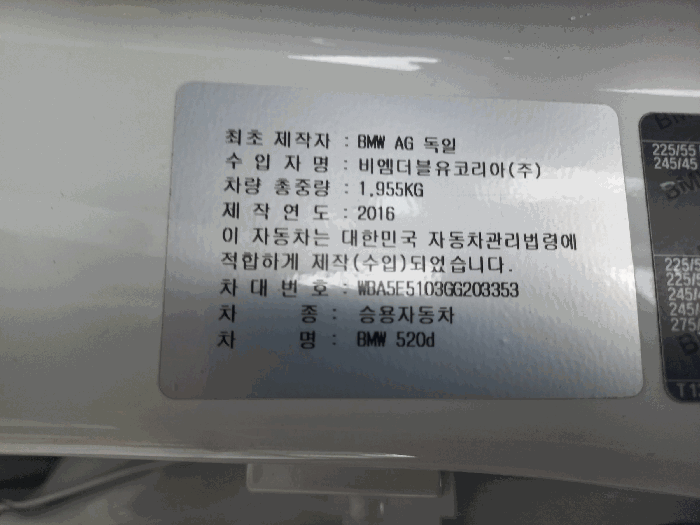 최초 제작자 : BMW AG 독일
수 입 자 명 : 비엠더블유코리아(주)
차량 총중량 : 1,955KG
제 작 연 도 : 2016
이 자동차는 대한민국 자동차관리법령에
적합하게 제작(수입)되었습니다.
차 대 번 호 : WBA5E5103GG203353
차 종 : 승용자동차
차 명 : BMW 520d
225/55
245/45